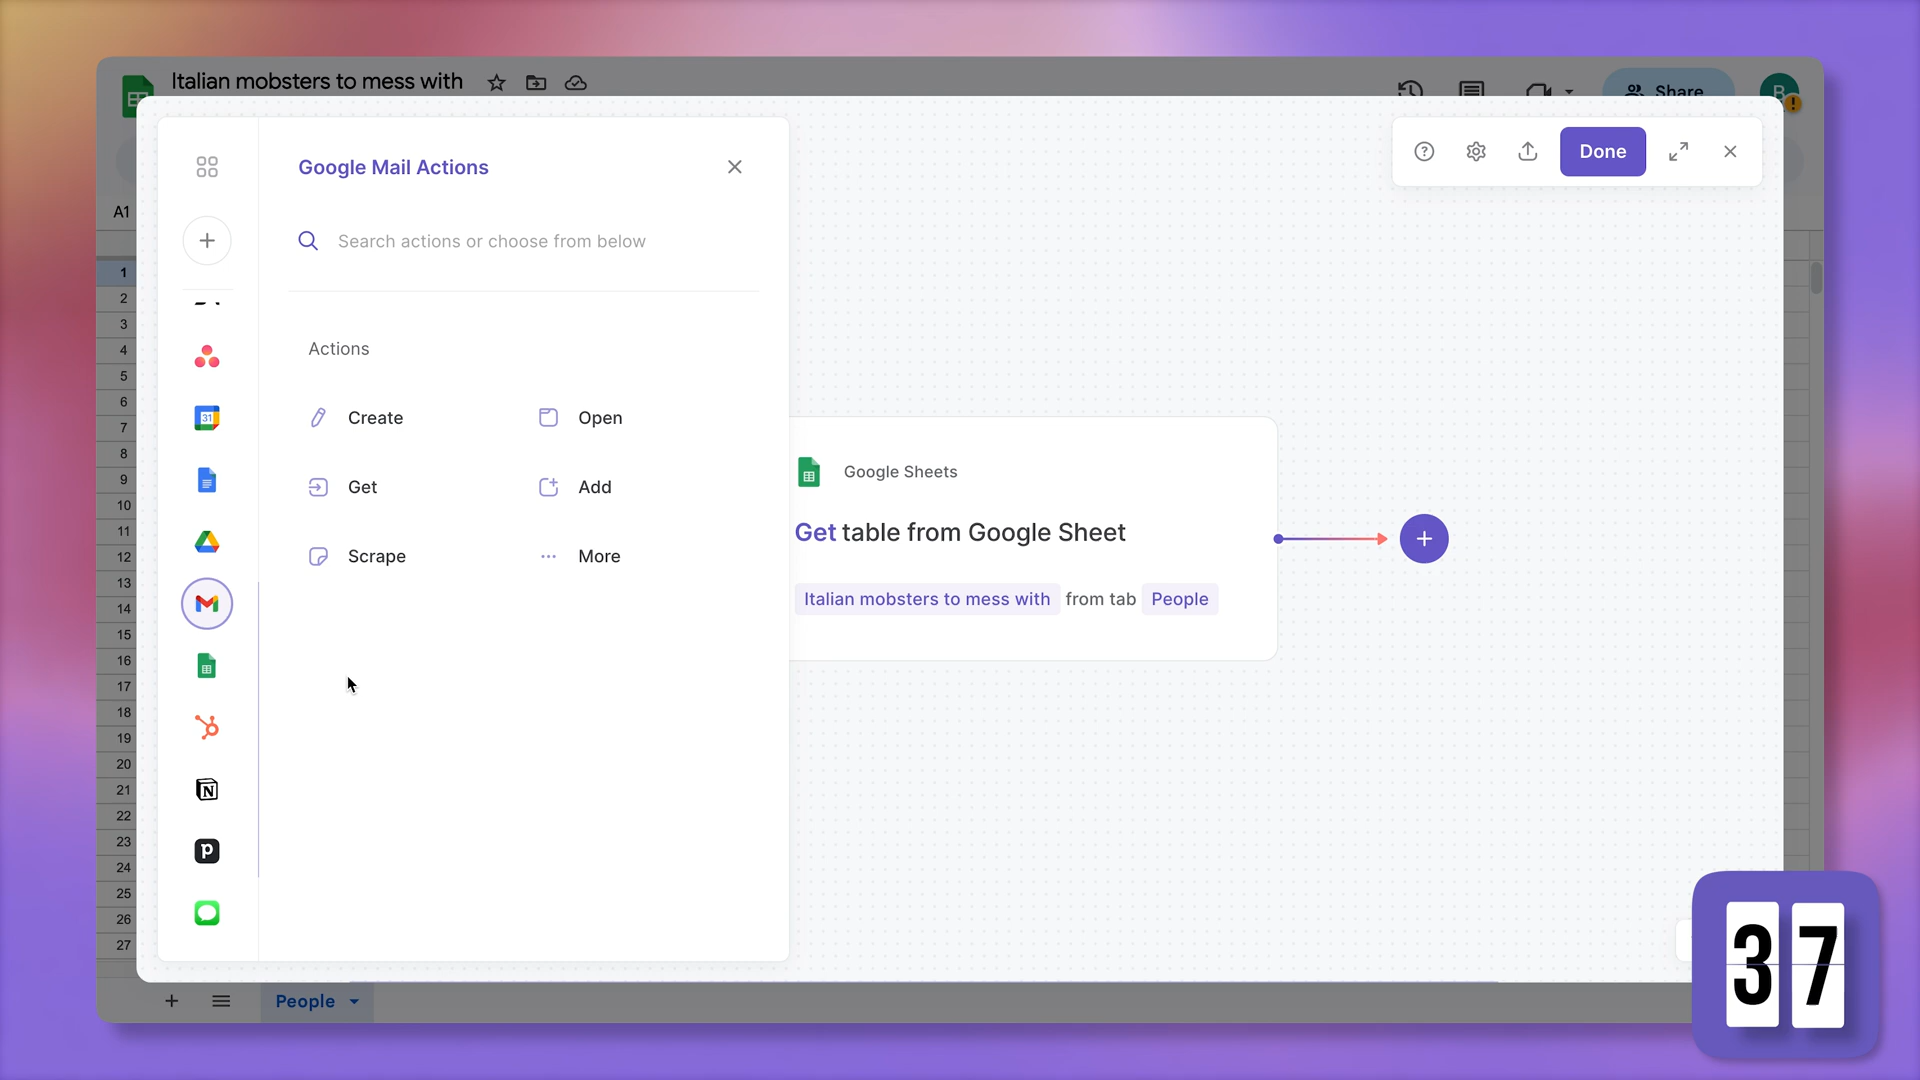 Italian mobsters to mess with
Share
B
!
A1
Google Mail Actions
Done
Search actions or choose from below
Actions
Create
Open
Get
Add
Scrape
More
31
Google Sheets
Get table from Google Sheet
Italian mobsters to mess with from tab People
1
2
3
4
5
6
7
8
9
10
11
12
13
14
15
16
17
18
19
20
21
22
23
24
25
26
27
People
37